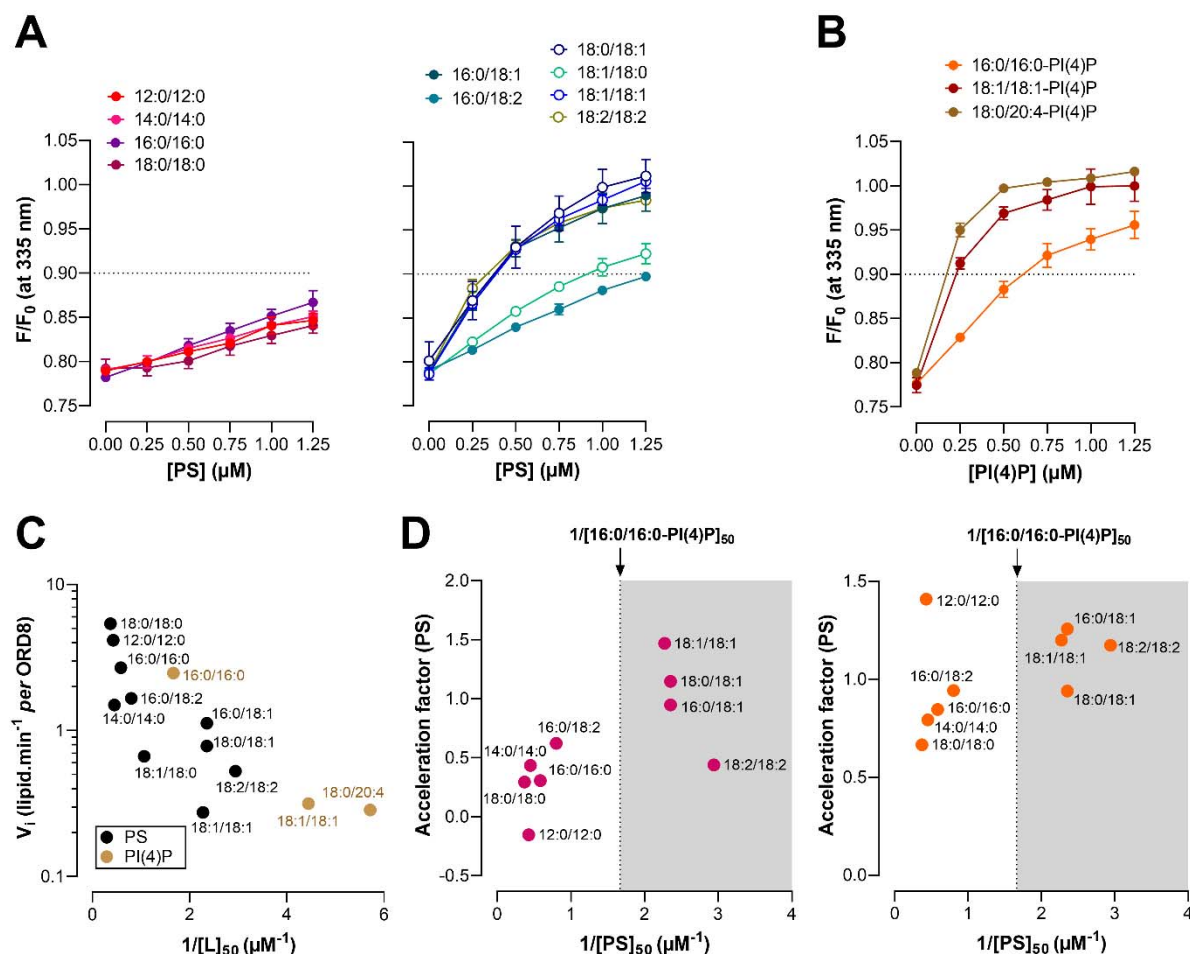 A
12:0/12:0
14:0/14:0
16:0/16:0
18:0/18:0
16:0/18:1
16:0/18:2
18:0/18:1
18:1/18:0
18:1/18:1
18:2/18:2
F/F0 (at 335 nm)
1.05
1.00
0.95
0.90
0.85
0.80
0.75
0.00 0.25 0.50 0.75 1.00 1.25
[PS] (µM)
0.00 0.25 0.50 0.75 1.00 1.25
[PS] (µM)
B
16:0/16:0-PI(4)P
18:1/18:1-PI(4)P
18:0/20:4-PI(4)P
F/F0 (at 335 nm)
1.05
1.00
0.95
0.90
0.85
0.80
0.75
0.00 0.25 0.50 0.75 1.00 1.25
[PI(4)P] (µM)
C
Vi (lipid.min-1 per ORD8)
10
1
0.1
18:0/18:0
12:0/12:0
16:0/16:0
16:0/16:0
16:0/18:2
14:0/14:0
16:0/18:1
18:0/18:1
18:1/18:0
18:2/18:2
18:0/20:4
18:1/18:1
18:1/18:1
PS
PI(4)P
0 2 4 6
1/[L]50 (µM-1)
D
1/[16:0/16:0-PI(4)P]50
Acceleration factor (PS)
2.0
1.5
1.0
0.5
0.0
-0.5
18:1/18:1
18:0/18:1
16:0/18:1
16:0/18:2
14:0/14:0
16:0/16:0
18:2/18:2
18:0/18:0
12:0/12:0
0 1 2 3 4
1/[PS]50 (µM-1)
1/[16:0/16:0-PI(4)P]50
Acceleration factor (PS)
1.5
1.0
0.5
0.0
12:0/12:0
16:0/18:1
18:1/18:1
18:2/18:2
16:0/18:2
16:0/16:0
14:0/14:0
18:0/18:0
18:0/18:1
0 1 2 3 4
1/[PS]50 (µM-1)